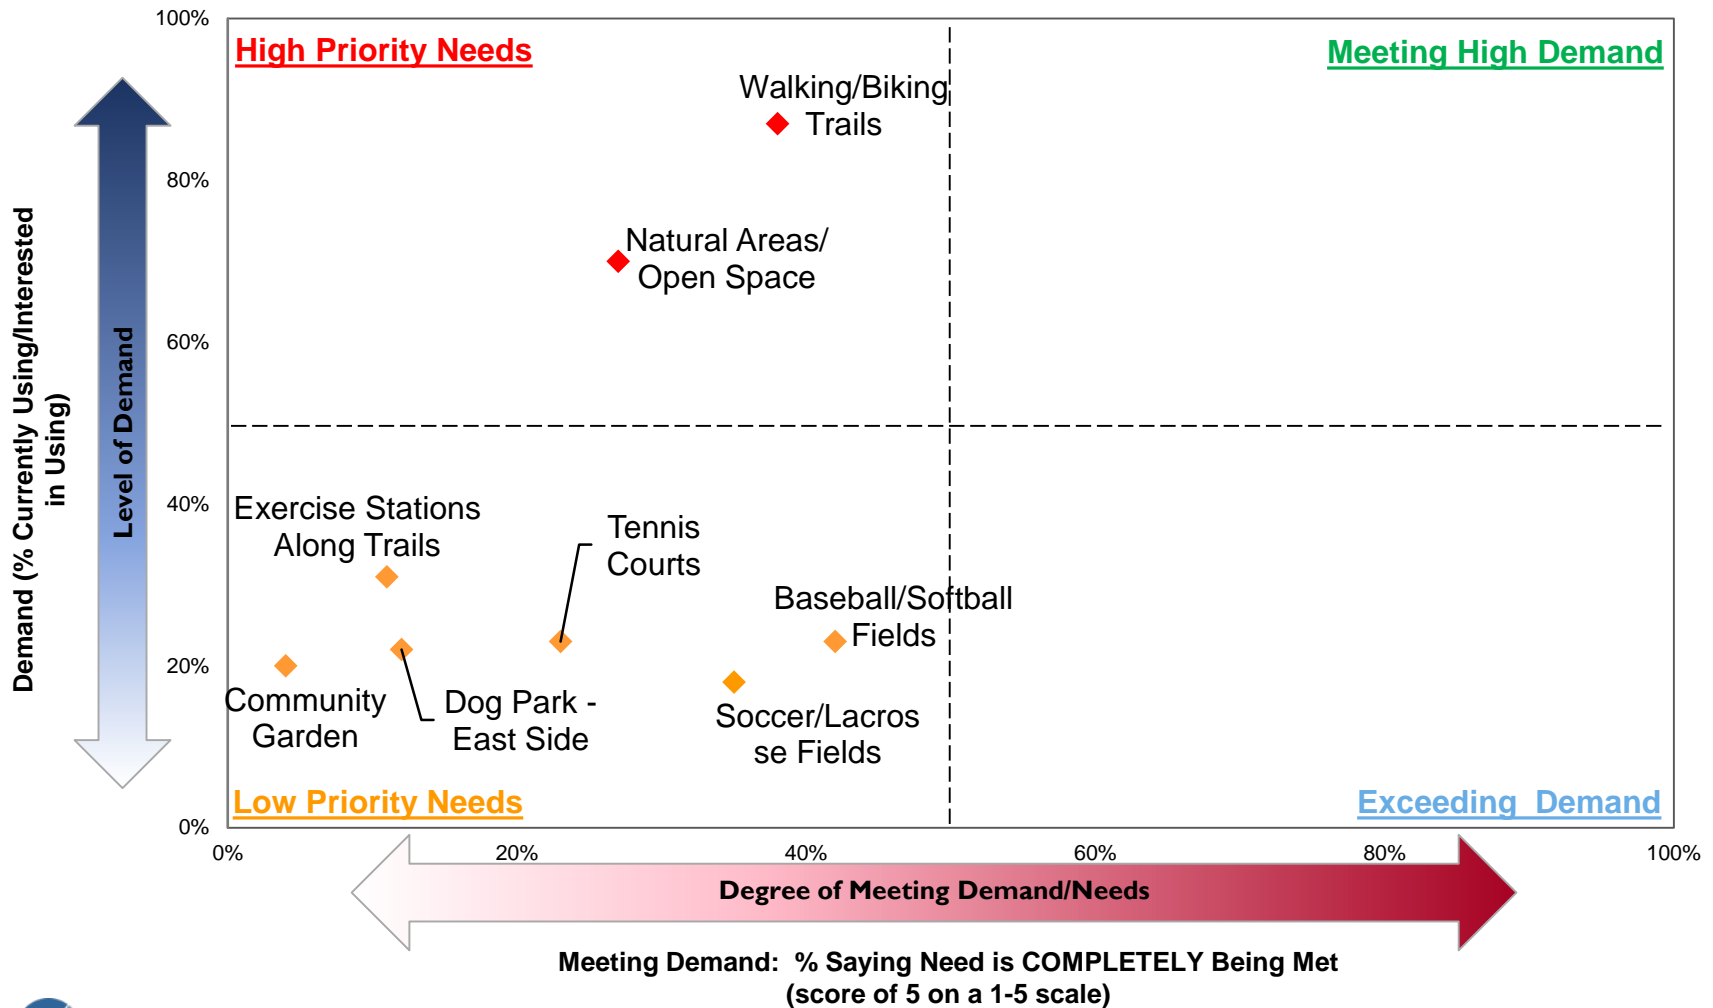 100%
High Priority Needs
Meeting High Demand
Walking/Biking
Trails
80%
Natural Areas/
Open Space
60%
Demand (% Currently Using/Interested
in Using)
Level of Demand
40%
Exercise Stations
Along Trails
Tennis
Courts
Baseball/Softball
Fields
20%
Community
Garden
Dog Park -
East Side
Soccer/Lacros
se Fields
Low Priority Needs
Exceeding  Demand
0%
0%
20%
40%
60%
80%
100%
Degree of Meeting Demand/Needs
Meeting Demand:  % Saying Need is COMPLETELY Being Met
(score of 5 on a 1-5 scale)